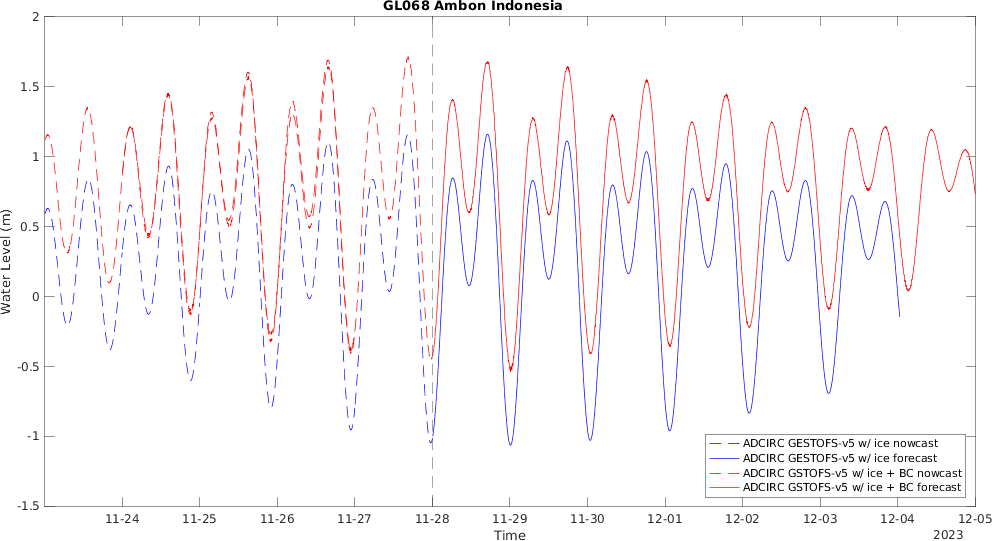 GL068 Ambon Indonesia
2
1.5
1
0.5
0
-0.5
-1
-1.5
Water Level (m)
ADCIRC GESTOFS-v5 w/ ice nowcast
ADCIRC GESTOFS-v5 w/ ice forecast
ADCIRC GSTOFS-v5 w/ ice + BC nowcast
ADCIRC GSTOFS-v5 w/ ice + BC forecast
11-24 11-25 11-26 11-27 11-28 11-29 11-30 12-01 12-02 12-03 12-04 12-05
Time
2023